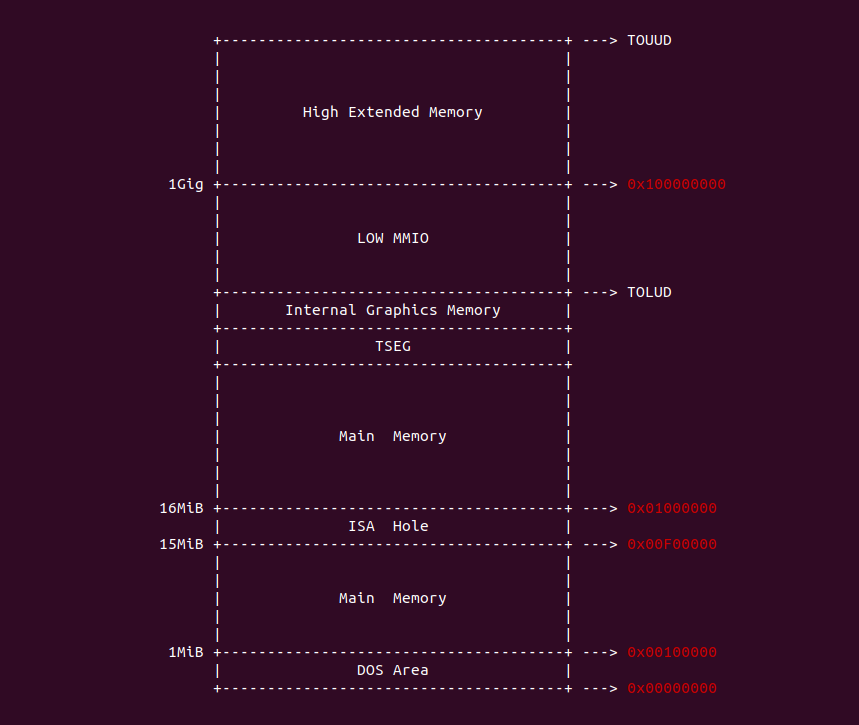 +--------------------------------------+ ---> TOUUD
|                                      |
|                                      |
|                                      |
|         High Extended Memory         |
|                                      |
|                                      |
|                                      |
1Gig +--------------------------------------+ ---> 0x100000000
|                                      |
|                                      |
|               LOW MMIO               |
|                                      |
|                                      |
+--------------------------------------+ ---> TOLUD
|       Internal Graphics Memory       |
+--------------------------------------+
|                 TSEG                 |
+--------------------------------------+
|                                      |
|                                      |
|                                      |
|             Main  Memory             |
|                                      |
|                                      |
|                                      |
16MiB +--------------------------------------+ ---> 0x01000000
|              ISA  Hole               |
15MiB +--------------------------------------+ ---> 0x00F00000
|                                      |
|                                      |
|             Main  Memory             |
|                                      |
|                                      |
1MiB +--------------------------------------+ ---> 0x00100000
|               DOS Area               |
+--------------------------------------+ ---> 0x00000000